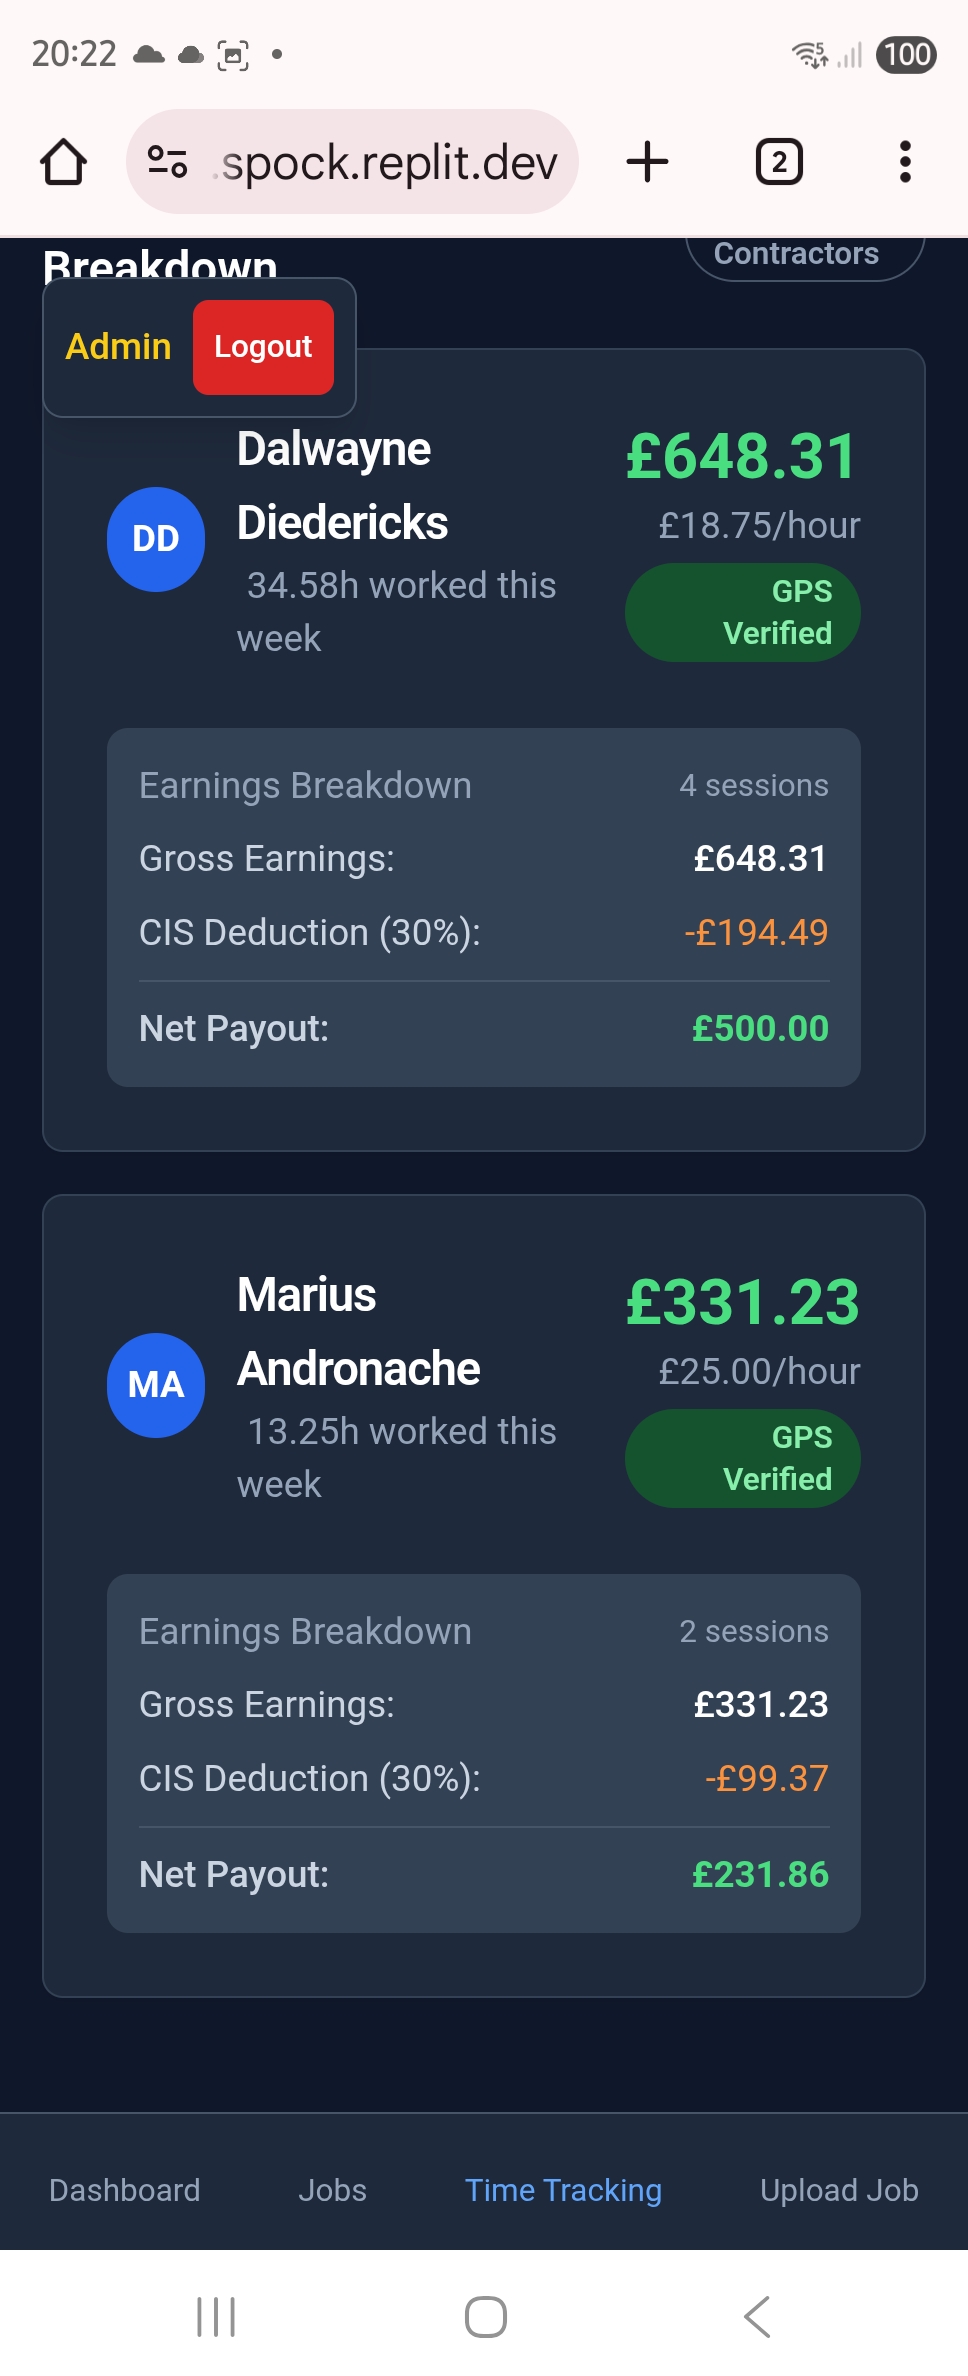 20:22
5
100
.spock.replit.dev
2
Breakdown
Contractors
Admin
Logout
Dalwayne
Diedericks
DD
34.58h worked this
week
£648.31
£18.75/hour
GPS
Verified
Earnings Breakdown
4 sessions
Gross Earnings:
£648.31
CIS Deduction (30%):
-£194.49
Net Payout:
£500.00
Marius
Andronache
MA
13.25h worked this
week
£331.23
£25.00/hour
GPS
Verified
Earnings Breakdown
2 sessions
Gross Earnings:
£331.23
CIS Deduction (30%):
-£99.37
Net Payout:
£231.86
Dashboard
Jobs
Time Tracking
Upload Job